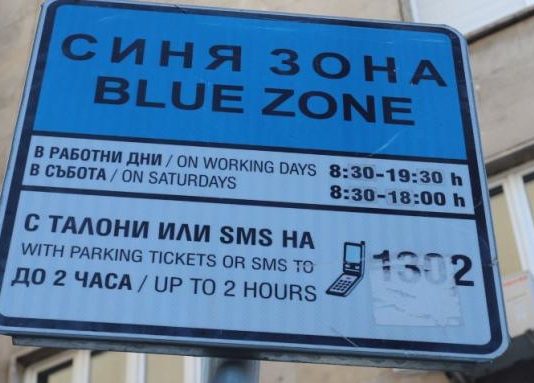 СИНЯ ЗОНА
BLUE ZONE
В РАБОТНИ ДНИ / ON WORKING DAYS 8:30-19:30 h
В СЪБОТА / ON SATURDAYS 8:30-18:00 h
С ТАЛОНИ ИЛИ SMS НА
WITH PARKING TICKETS OR SMS TO 1302
ДО 2 ЧАСА / UP TO 2 HOURS